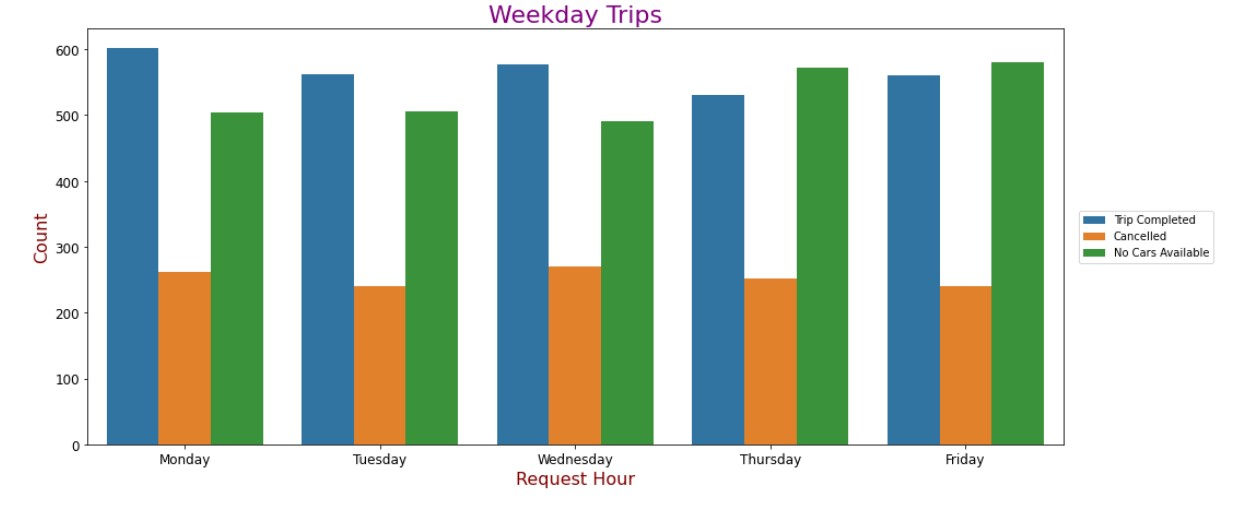 Weekday Trips
600
500
400
300
200
100
0
Count
Monday Tuesday Wednesday Thursday Friday
Request Hour
Trip Completed
Cancelled
No Cars Available